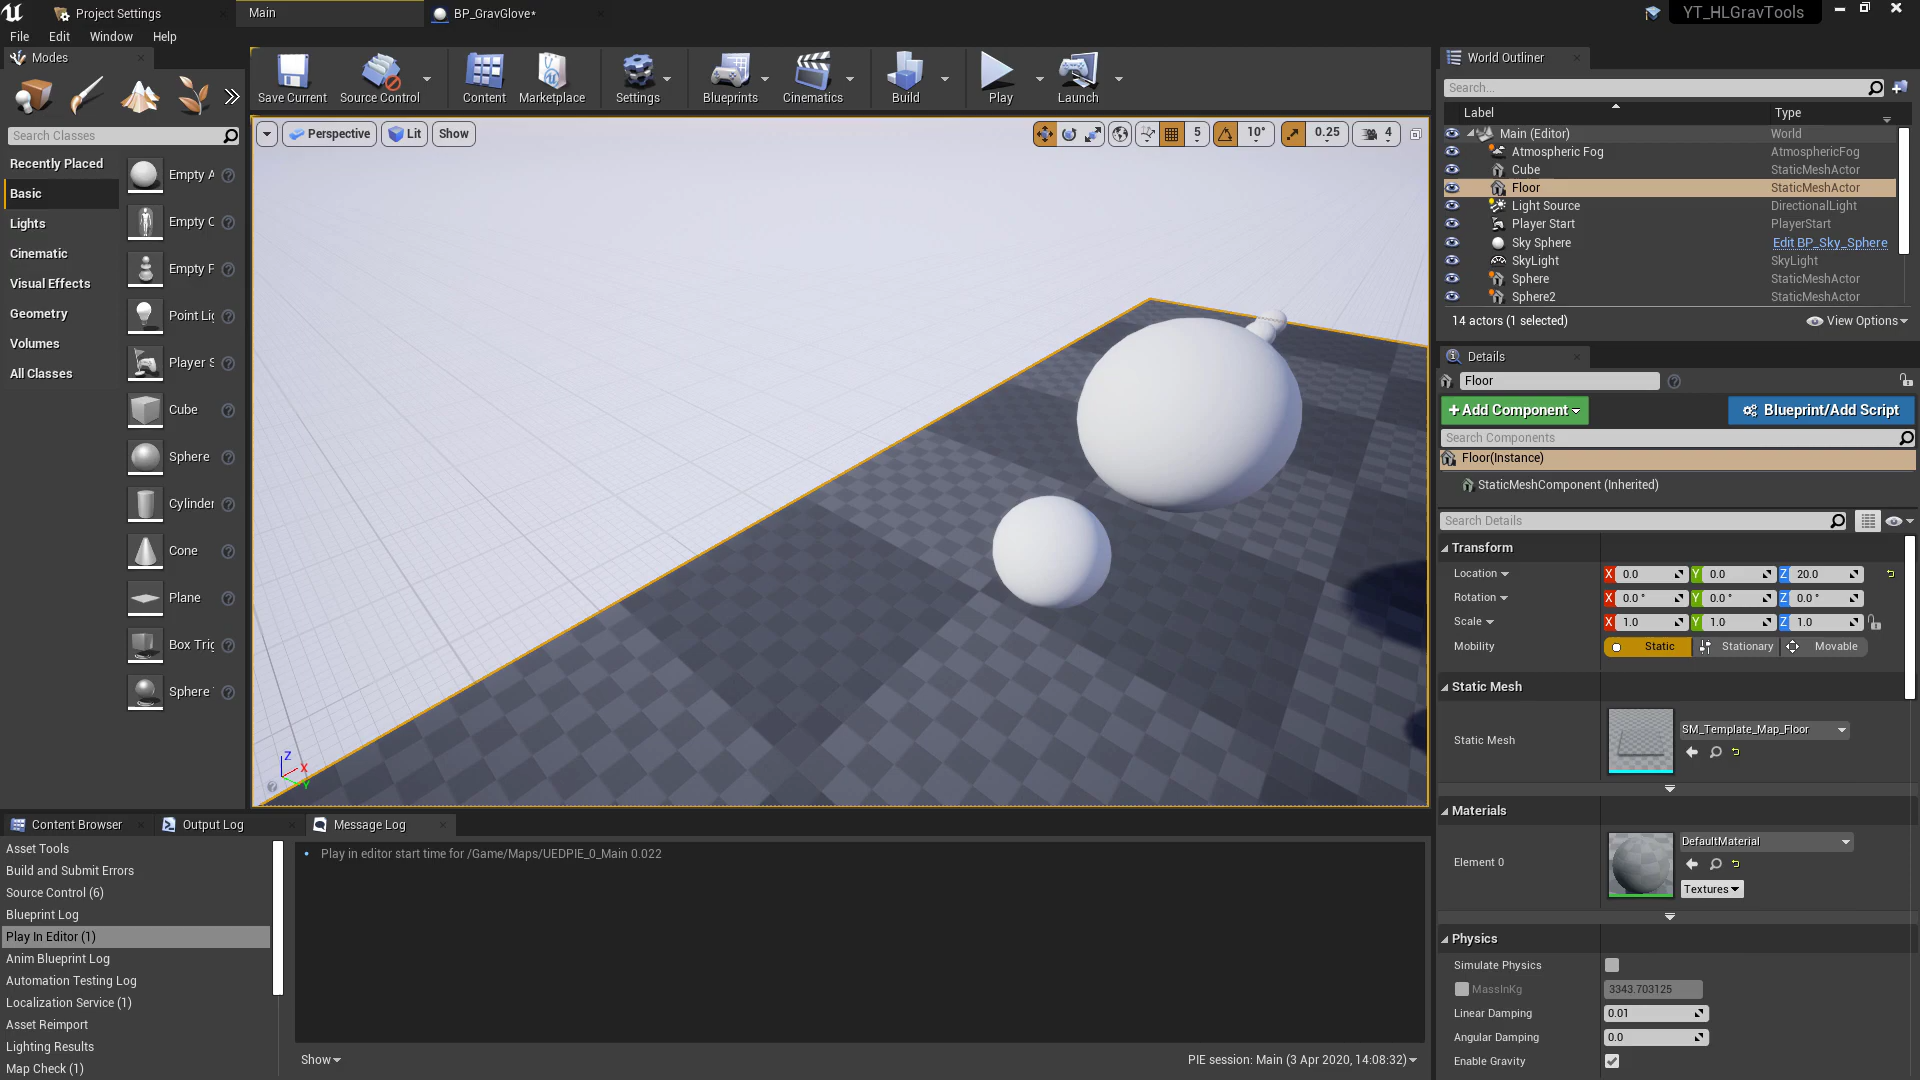 Project Settings
Main
BP_GravGlove*
YT_HLGravTools
File Edit Window Help
Modes
Search Classes
Recently Placed
Basic
Lights
Cinematic
Visual Effects
Geometry
Volumes
All Classes
Empty A
Empty C
Empty F
Point Lig
Player S
Cube
Sphere
Cylinder
Cone
Plane
Box Trig
Sphere
Save Current
Source Control
Content
Marketplace
Settings
Blueprints
Cinematics
Build
Play
Launch
Perspective
Lit
Show
5
10°
0.25
4
Z
X
Y
World Outliner
Search...
Label Type
Main (Editor) World
Atmospheric Fog AtmosphericFog
Cube StaticMeshActor
Floor StaticMeshActor
Light Source DirectionalLight
Player Start PlayerStart
Sky Sphere Edit BP_Sky_Sphere
SkyLight SkyLight
Sphere StaticMeshActor
Sphere2 StaticMeshActor
14 actors (1 selected)
View Options
Details
Floor
+Add Component
Blueprint/Add Script
Search Components
Floor(Instance)
StaticMeshComponent (Inherited)
Search Details
Transform
Location X 0.0 Y 0.0 Z 20.0
Rotation X 0.0 ° Y 0.0 ° Z 0.0 °
Scale X 1.0 Y 1.0 Z 1.0
Mobility Static Stationary Movable
Static Mesh
Static Mesh
SM_Template_Map_Floor
Materials
Element 0
DefaultMaterial
Textures
Physics
Simulate Physics
MassInKg 3343.703125
Linear Damping 0.01
Angular Damping 0.0
Enable Gravity
Content Browser
Output Log
Message Log
Asset Tools
Build and Submit Errors
Source Control (6)
Blueprint Log
Play In Editor (1)
Anim Blueprint Log
Automation Testing Log
Localization Service (1)
Asset Reimport
Lighting Results
Map Check (1)
• Play in editor start time for /Game/Maps/UEDPIE_0_Main 0.022
Show
PIE session: Main (3 Apr 2020, 14:08:32)